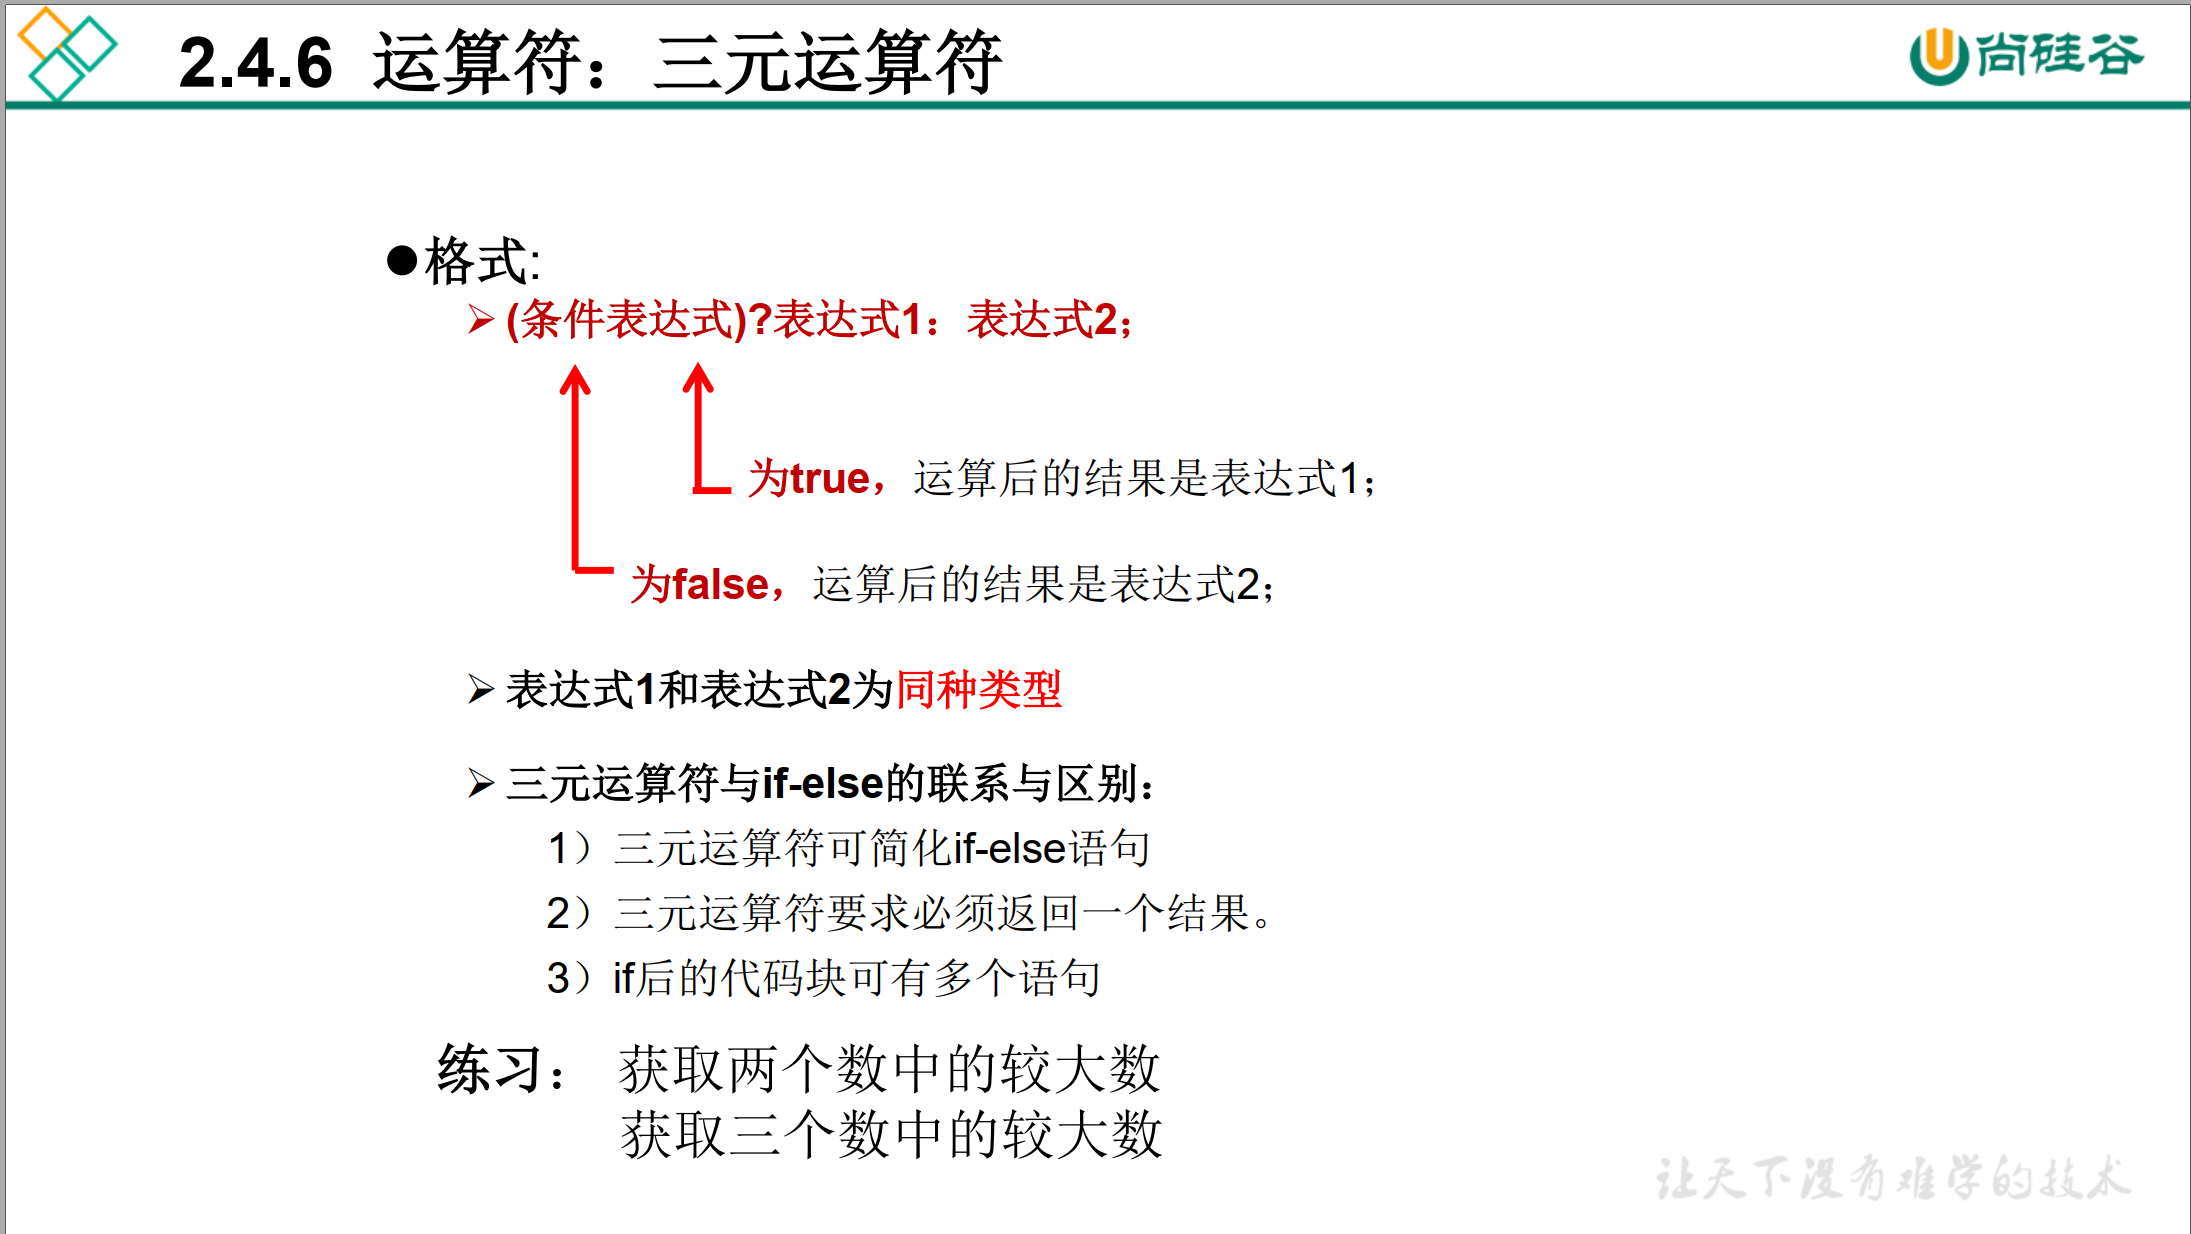 2.4.6 运算符：三元运算符
尚硅谷
●格式:
➢(条件表达式)?表达式1：表达式2；
为true，运算后的结果是表达式1；
为false，运算后的结果是表达式2；
➢表达式1和表达式2为同种类型
➢三元运算符与if-else的联系与区别：
1）三元运算符可简化if-else语句
2）三元运算符要求必须返回一个结果。
3）if后的代码块可有多个语句
练习： 获取两个数中的较大数
获取三个数中的较大数
让天下没有难学的技术